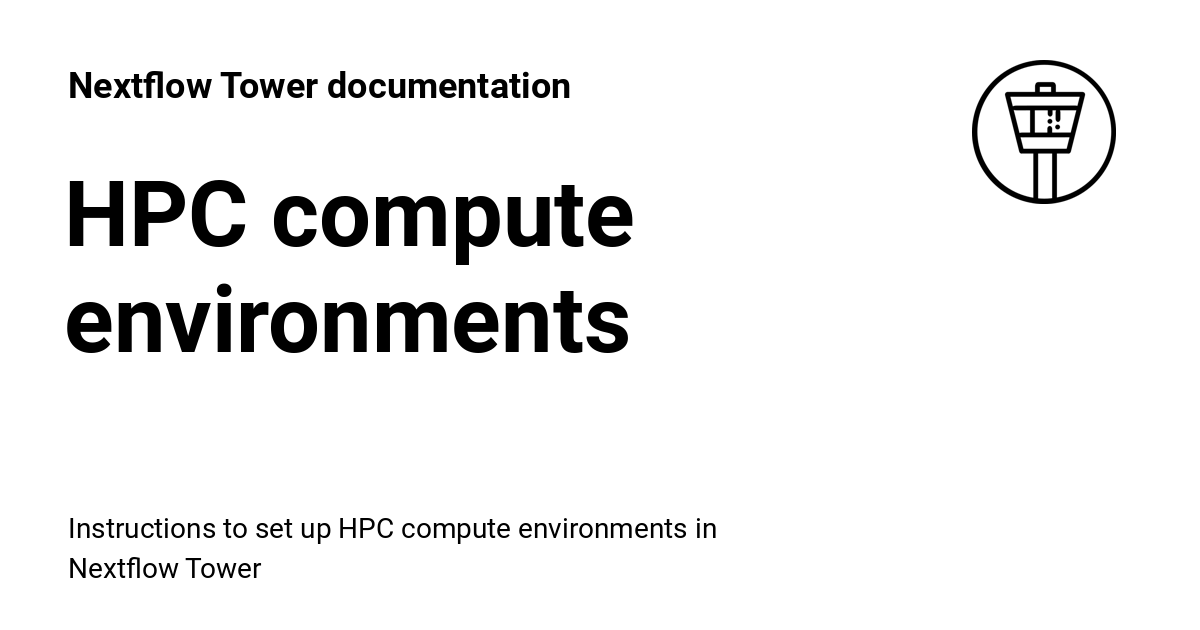 Nextflow Tower documentation
HPC compute
environments
Instructions to set up HPC compute environments in
Nextflow Tower